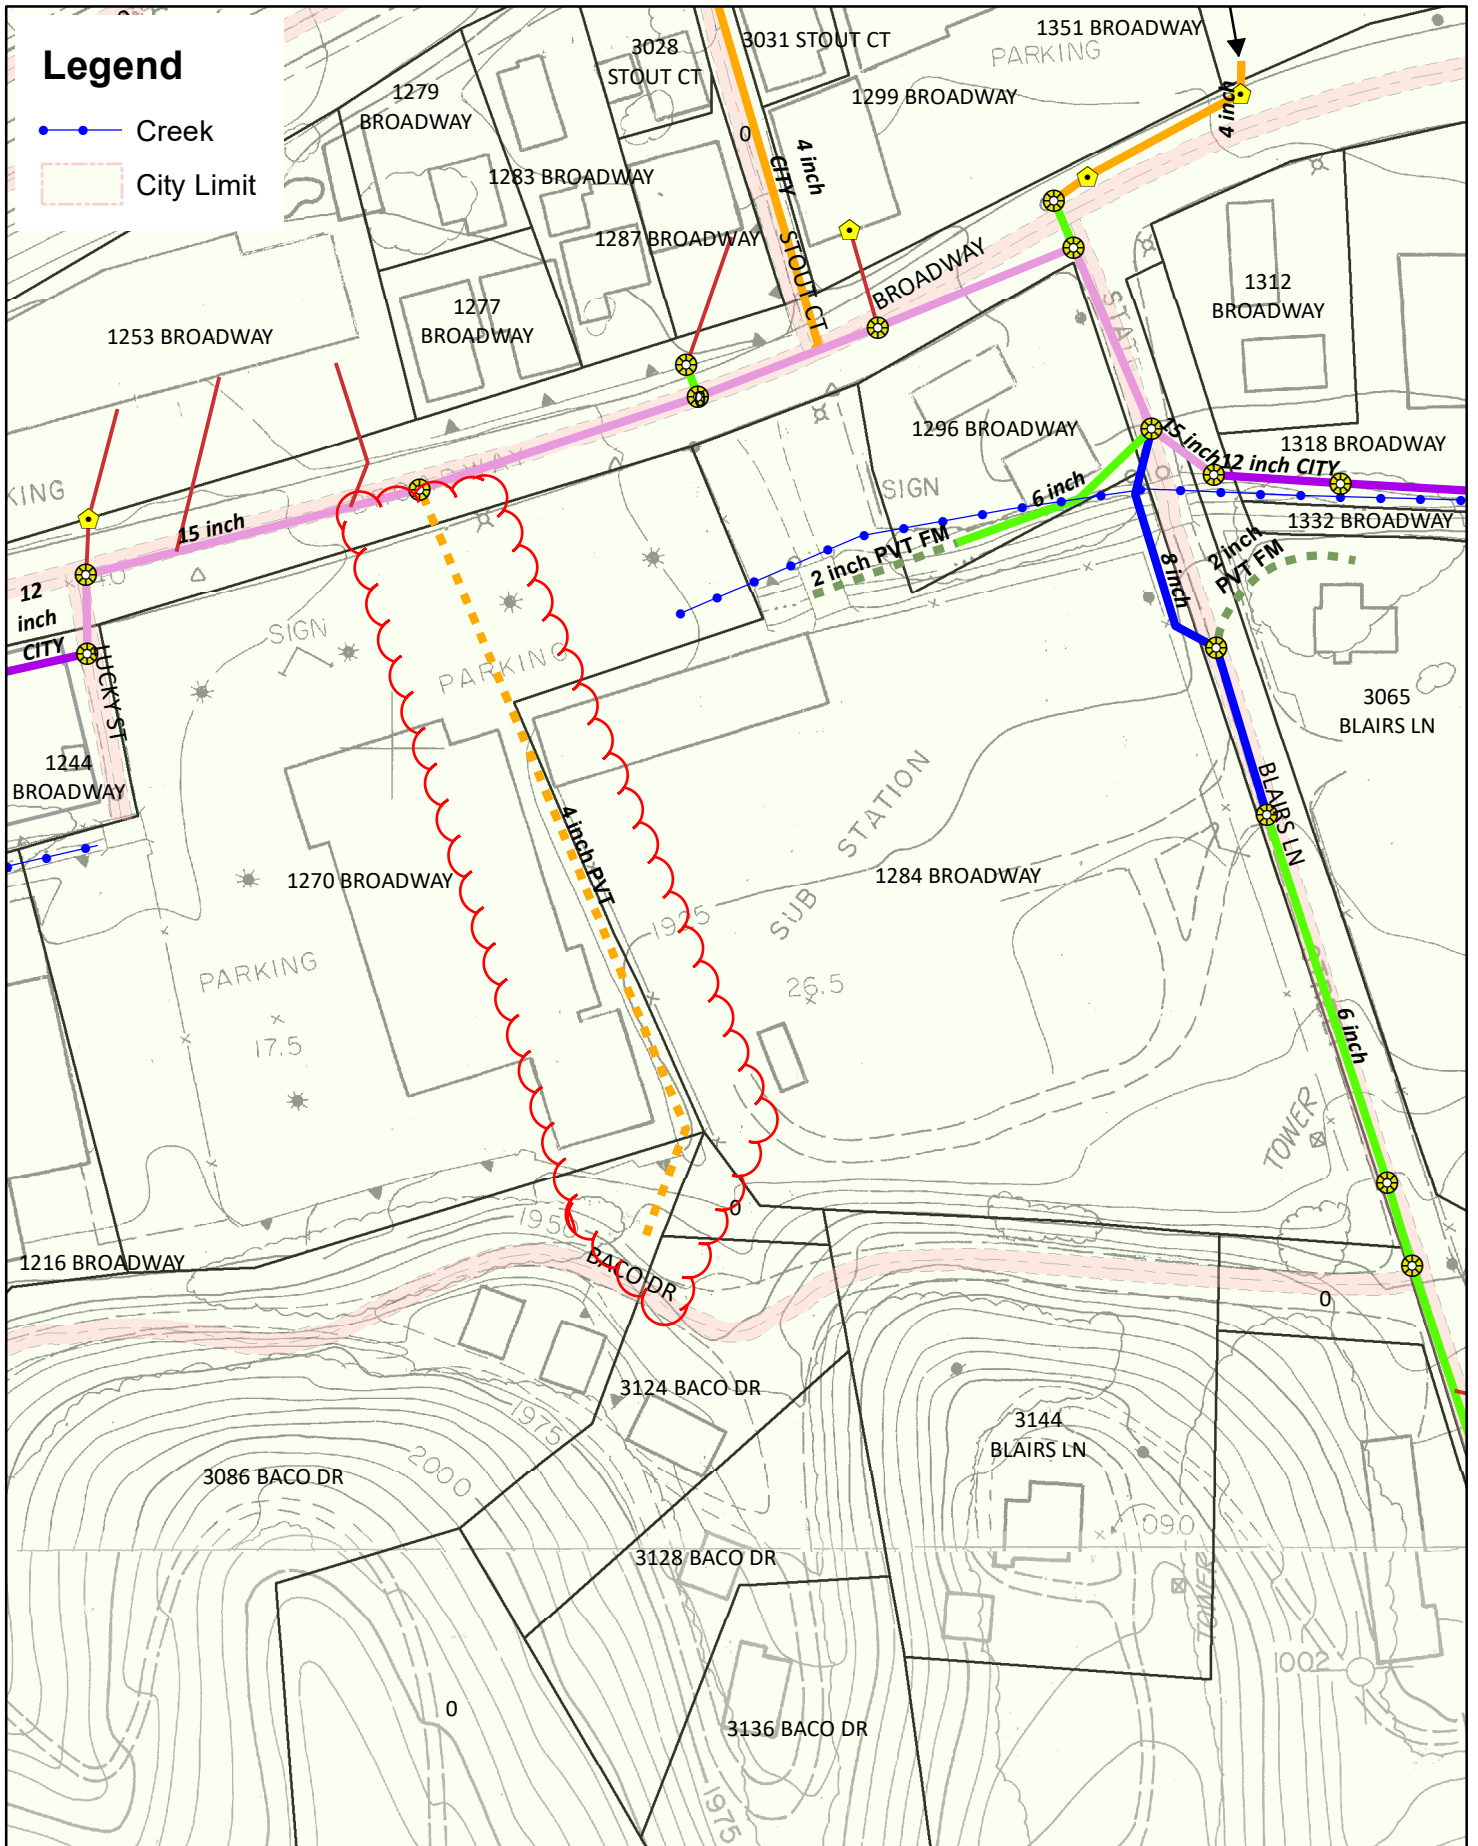 Legend
Creek
City Limit
1351 BROADWAY
PARKING
3028
STOUT CT
3031 STOUT CT
1279
BROADWAY
1299 BROADWAY
4 inch
0
4 inch
CITY
1283 BROADWAY
1287 BROADWAY
STOUT CT
BROADWAY
STATE
1312
BROADWAY
1277
BROADWAY
1253 BROADWAY
1296 BROADWAY
15 inch
1318 BROADWAY
12 inch CITY
KING
SIGN
6 inch
15 inch
1332 BROADWAY
2 inch PVT FM
2 inch
PVT FM
8 inch
12
inch
CITY
SIGN
PARKING
LUCKY ST
3065
BLAIRS LN
1244
BROADWAY
BLAIRS LN
SUB STATION
4 inch PVT
1270 BROADWAY
1284 BROADWAY
1925
PARKING
26.5
17.5
6 inch
TOWER
0
1950
1216 BROADWAY
BACO DR
0
3124 BACO DR
1975
2000
3144
BLAIRS LN
3086 BACO DR
090
3128 BACO DR
TOWER
1002
0
3136 BACO DR
1975